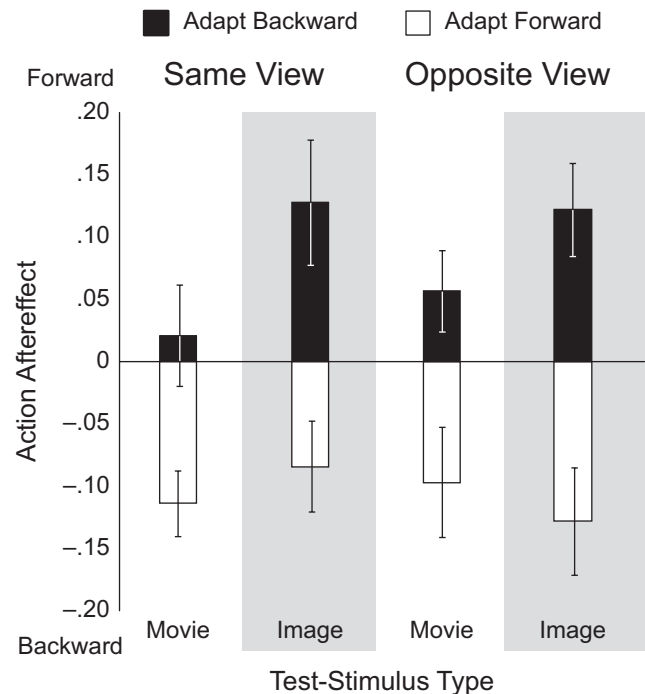 Adapt Backward Adapt Forward
Forward Same View Opposite View
.20
.15
.10
.05
0
–.05
–.10
–.15
–.20
Action Aftereffect
Backward Movie Image Movie Image
Test-Stimulus Type